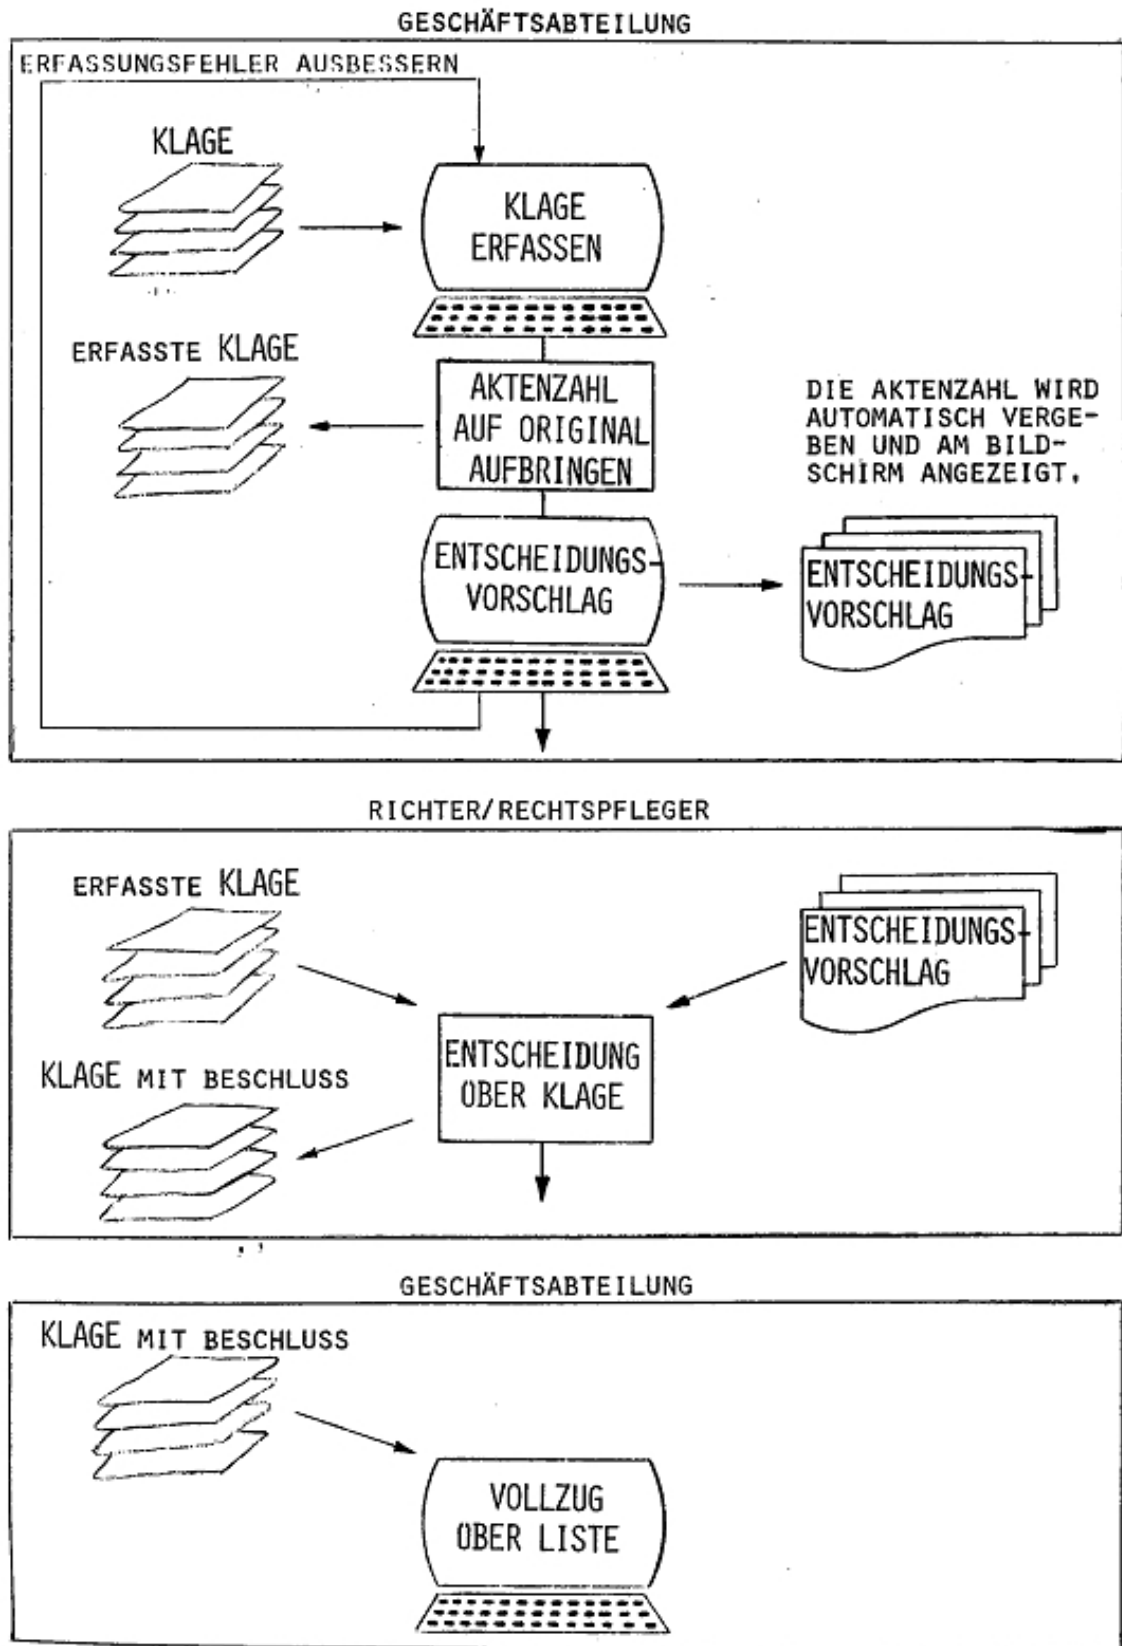 GESCHÄFTSABTEILUNG
ERFASSUNGSFEHLER AUSBESSERN
KLAGE
KLAGE
ERFASSEN
ERFASSTE KLAGE
AKTENZAHL
AUF ORIGINAL
AUFBRINGEN
DIE AKTENZAHL WIRD
AUTOMATISCH VERGE-
BEN UND AM BILD-
SCHIRM ANGEZEIGT.
ENTSCHEIDUNGS-
VORSCHLAG
ENTSCHEIDUNGS-
VORSCHLAG
RICHTER/RECHTSPFLEGER
ERFASSTE KLAGE
ENTSCHEIDUNGS-
VORSCHLAG
ENTSCHEIDUNG
ÜBER KLAGE
KLAGE MIT BESCHLUSS
GESCHÄFTSABTEILUNG
KLAGE MIT BESCHLUSS
VOLLZUG
ÜBER LISTE